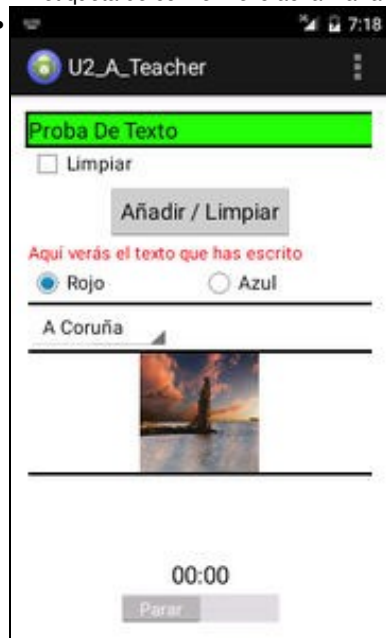 7:18
U2_A_Teacher
Proba De Texto
Limpiar
Añadir / Limpiar
Aquí verás el texto que has escrito
Rojo Azul
A Coruña
00:00
Parar